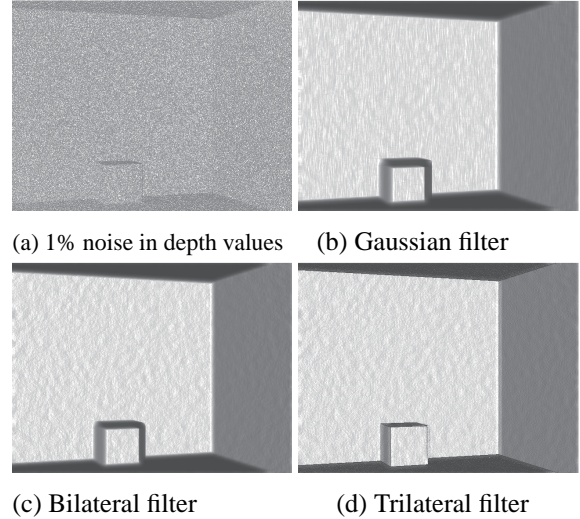 (a) 1% noise in depth values
(b) Gaussian filter
(c) Bilateral filter
(d) Trilateral filter